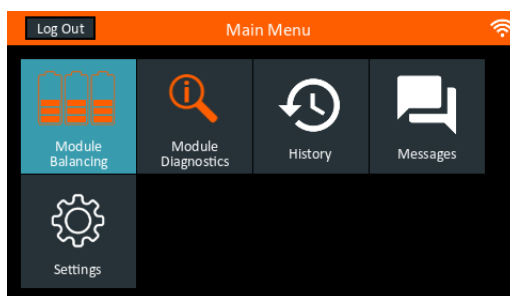 Log Out
Main Menu
Module
Balancing
Module
Diagnostics
History
Messages
Settings